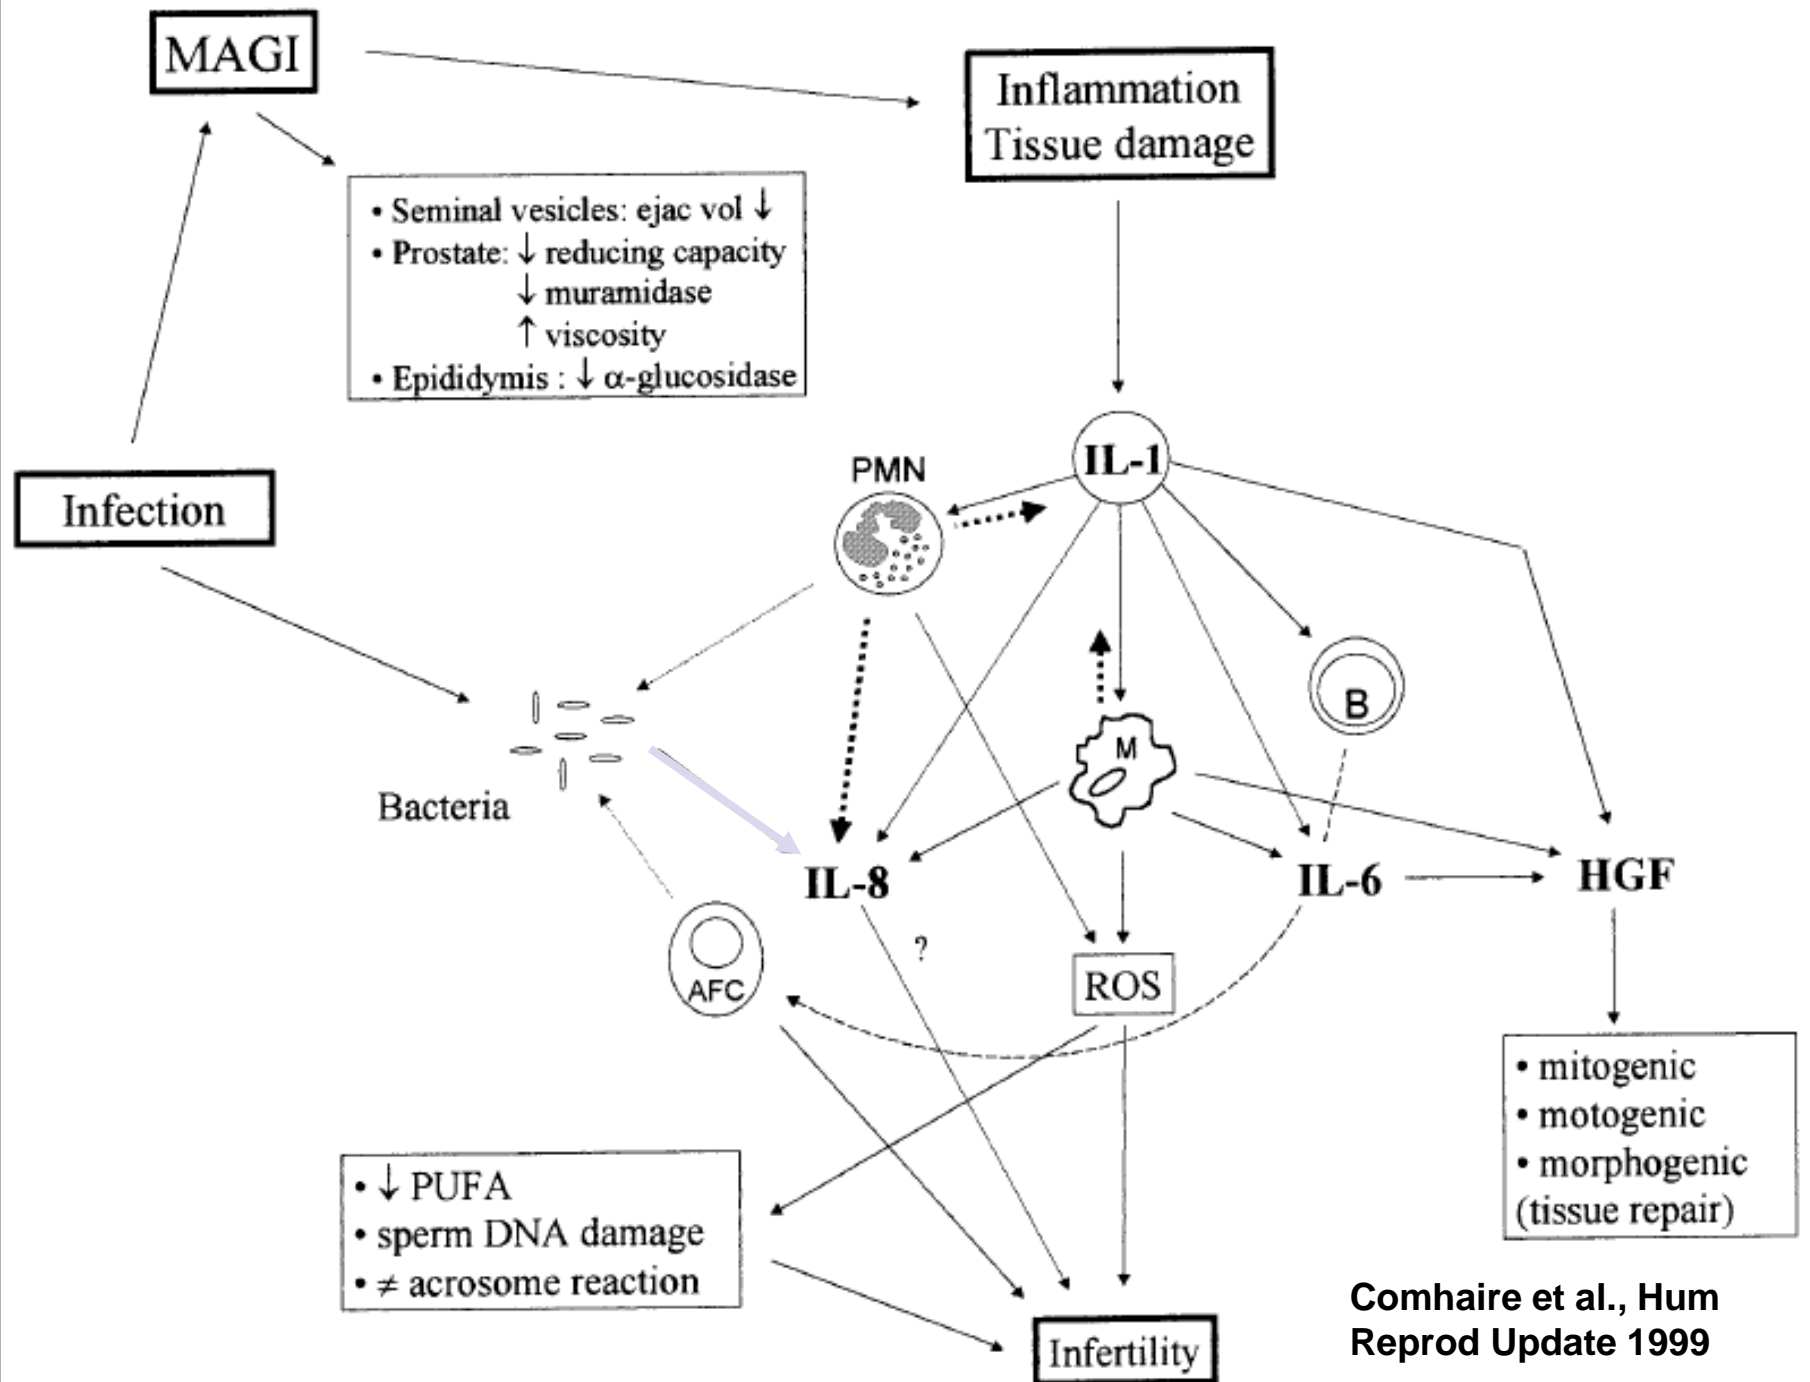 MAGI
Inflammation
Tissue damage
• Seminal vesicles: ejac vol ↓
• Prostate: ↓ reducing capacity
↓ muramidase
↑ viscosity
• Epididymis : ↓ α-glucosidase
Infection
PMN
IL-1
B
M
Bacteria
IL-8
IL-6
HGF
AFC
?
ROS
• mitogenic
• motogenic
• morphogenic
(tissue repair)
• ↓ PUFA
• sperm DNA damage
• ≠ acrosome reaction
Infertility
Comhaire et al., Hum
Reprod Update 1999